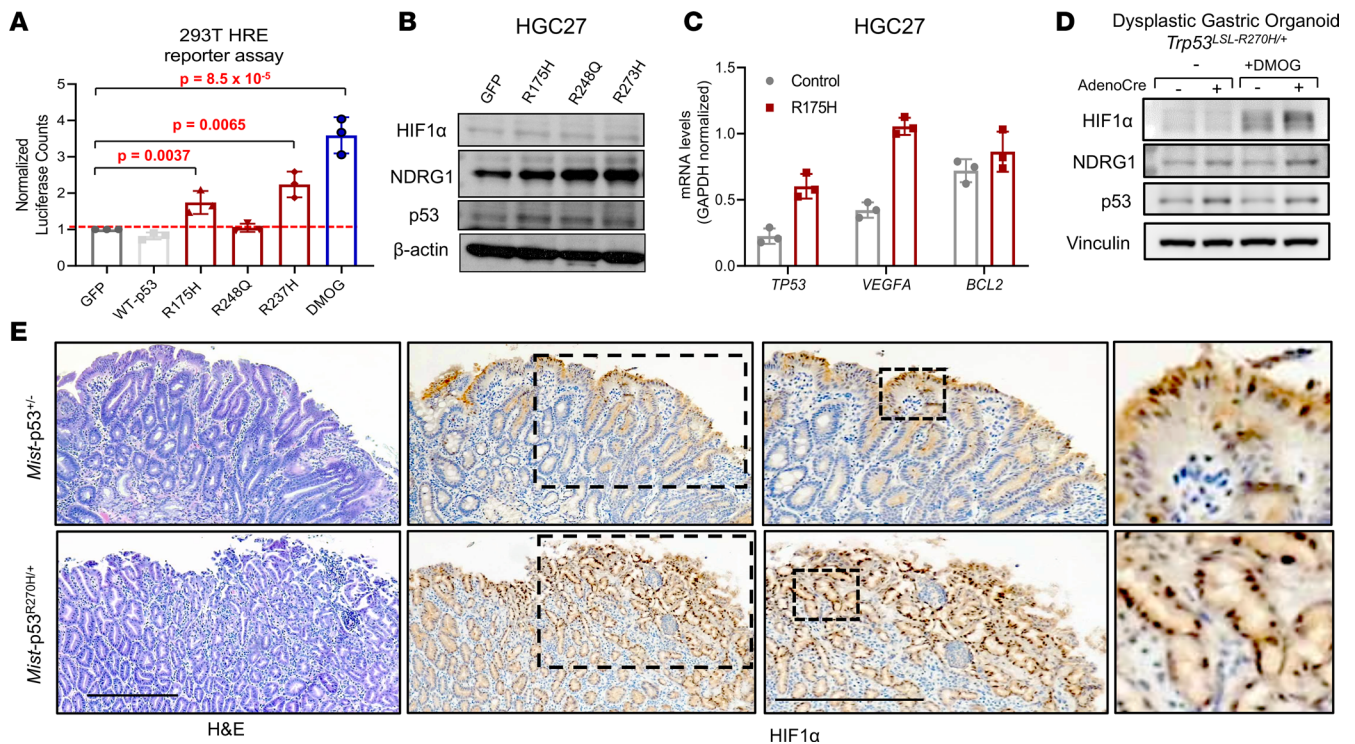 A
293T HRE
reporter assay
p = 8.5 x 10-5
p = 0.0065
p = 0.0037
Normalized
Luciferase Counts
5
4
3
2
1
0
GFP
WT-p53
R175H
R248Q
R237H
DMOG
B
HGC27
GFP
R175H
R248Q
R273H
HIF1α
NDRG1
p53
β-actin
C
HGC27
Control
R175H
mRNA levels
(GAPDH normalized)
1.5
1.0
0.5
0.0
TP53
VEGFA
BCL2
D
Dysplastic Gastric Organoid
Trp53LSL-R270H/+
- +DMOG
AdenoCre - + - +
HIF1α
NDRG1
p53
Vinculin
E
Mist-p53+/-
Mist-p53R270H/+
H&E
HIF1α